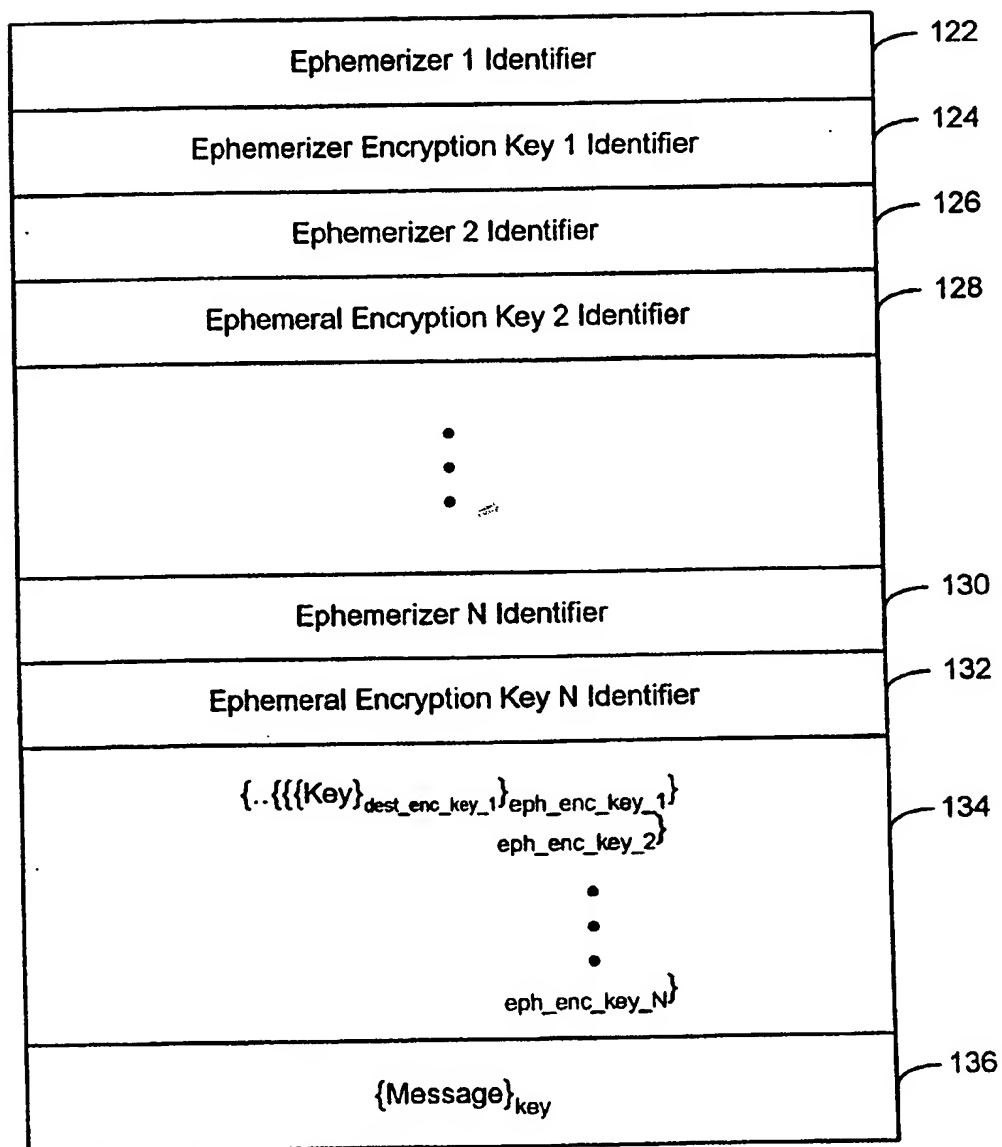 Ephemerizer 1 Identifier 122
Ephemerizer Encryption Key 1 Identifier 124
Ephemerizer 2 Identifier 126
Ephemeral Encryption Key 2 Identifier 128
Ephemerizer N Identifier 130
Ephemeral Encryption Key N Identifier 132
{..{{{Key}dest_enc_key_1}eph_enc_key_1} 134
eph_enc_key_2}
eph_enc_key_N}
{Message}key 136